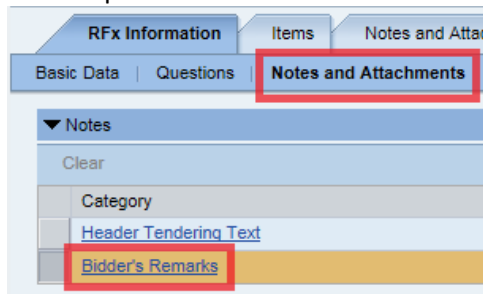 RFx Information Items Notes and Atta
Basic Data | Questions | Notes and Attachments
Notes
Clear
Category
Header Tendering Text
Bidder's Remarks